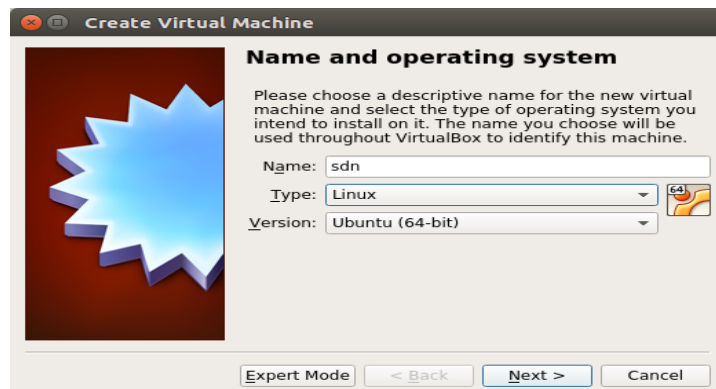 Create Virtual Machine
Name and operating system
Please choose a descriptive name for the new virtual
machine and select the type of operating system you
intend to install on it. The name you choose will be
used throughout VirtualBox to identify this machine.
Name: sdn
Type: Linux
64
Version: Ubuntu (64-bit)
Expert Mode < Back Next > Cancel